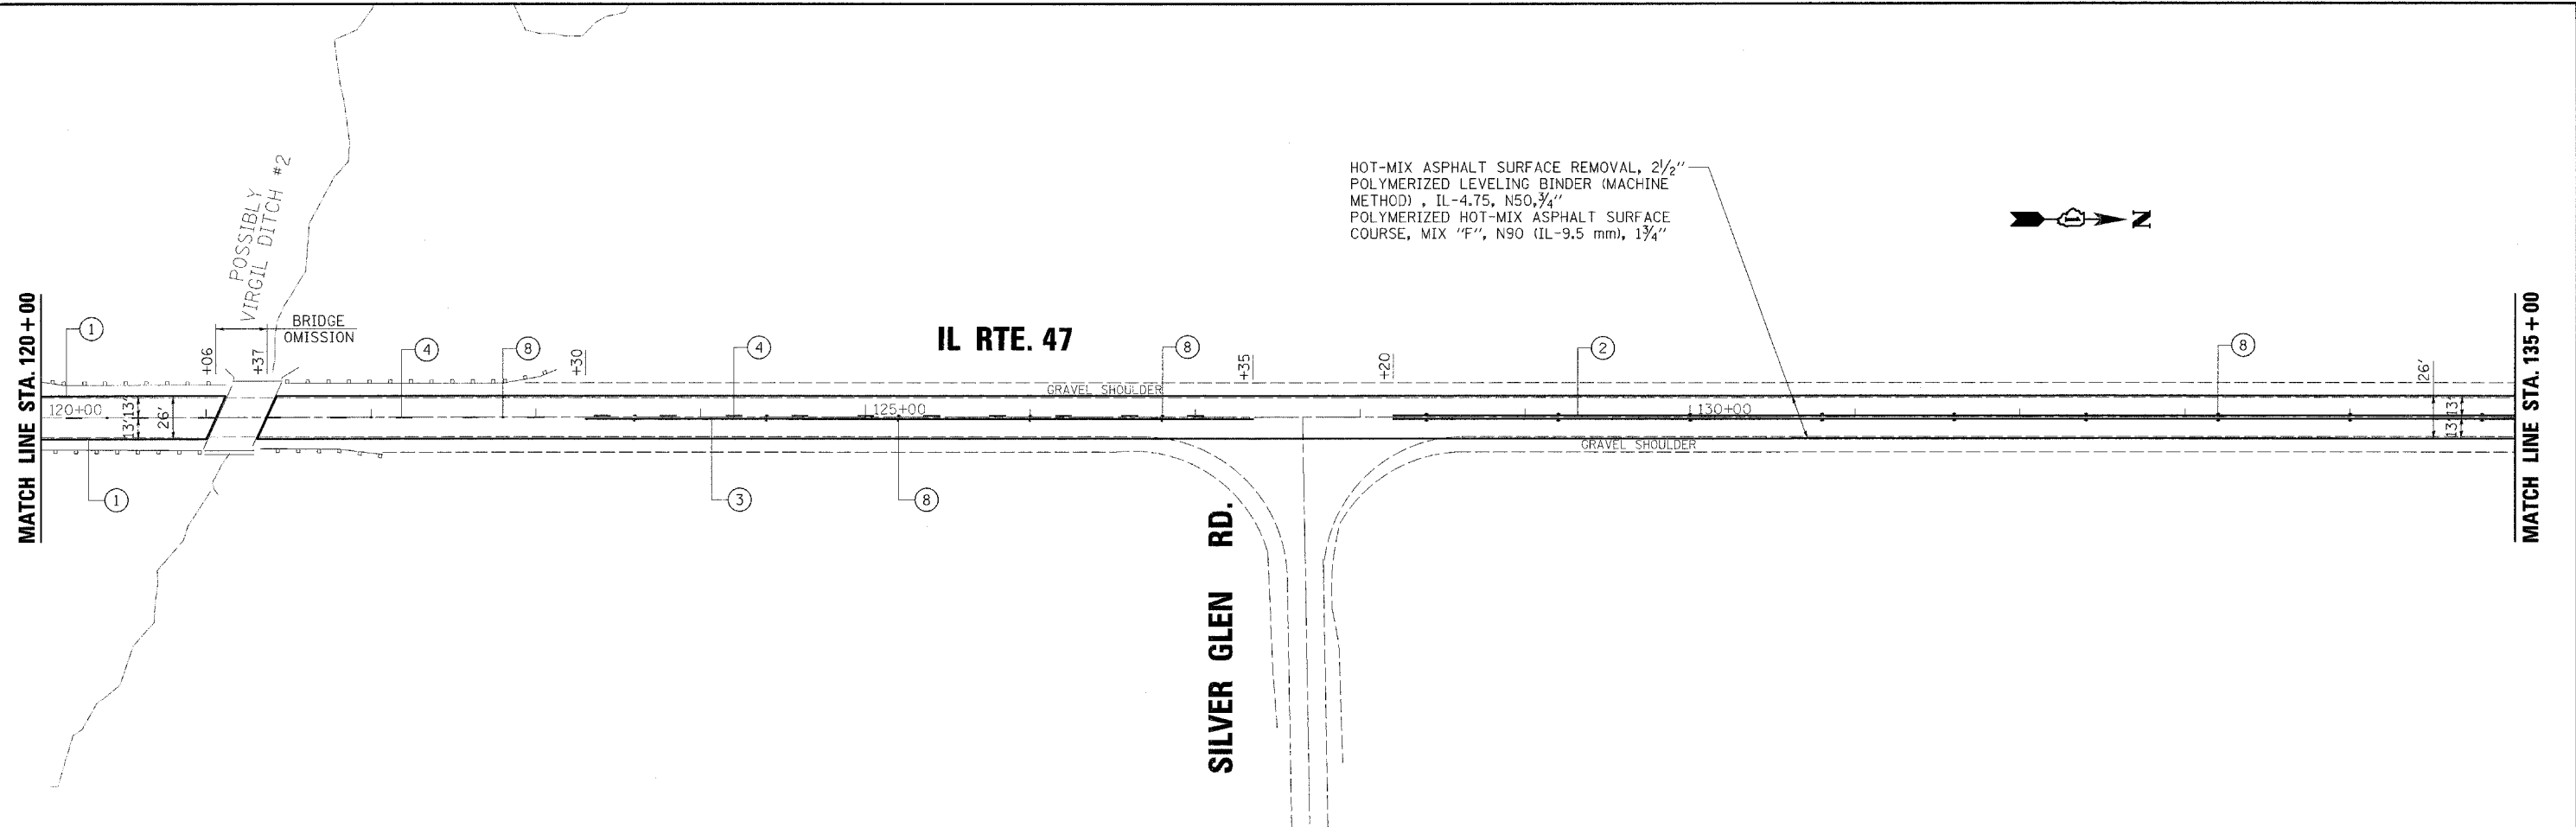 HOT-MIX ASPHALT SURFACE REMOVAL, 2 1/2"
POLYMERIZED LEVELING BINDER (MACHINE
METHOD) , IL-4.75, N50, 3/4"
POLYMERIZED HOT-MIX ASPHALT SURFACE
COURSE, MIX "F", N90 (IL-9.5 mm), 1 3/4"
N
POSSIBLY
VIRGIL DITCH #2
MATCH LINE STA. 120+00
1
+06
+37
BRIDGE
OMISSION
4
8
+30
4
IL RTE. 47
8
+35
+20
2
8
26'
MATCH LINE STA. 135+00
GRAVEL SHOULDER
120+00
13'
13'
26'
125+00
130+00
13'
13'
GRAVEL SHOULDER
1
3
8
SILVER GLEN RD.